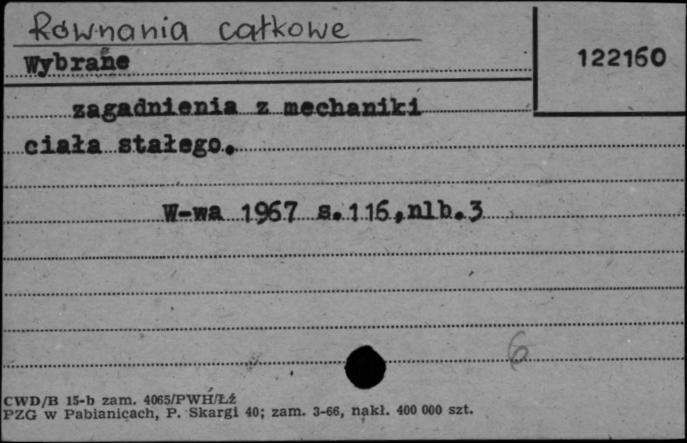 Równania całkowe
Wybrane
122160
zagadnienia z mechaniki
ciała stałego.
W-wa 1967 s.116,nlb.3
6
CWD/B 15-b zam. 4065/PWH/Łź
PZG w Pabianicach, P. Skargi 40; zam. 3-66, nakł. 400 000 szt.